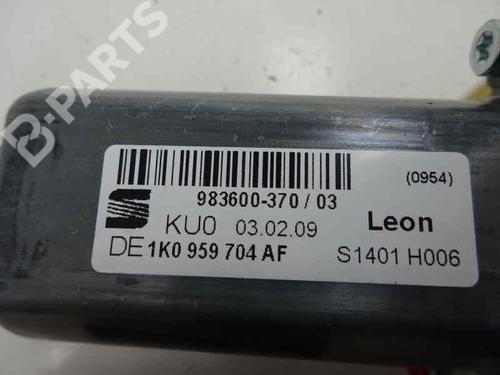 B-PARTS
(0954)
983600-370 / 03
KU0 03.02.09 Leon
DE 1K0 959 704 AF S1401 H006